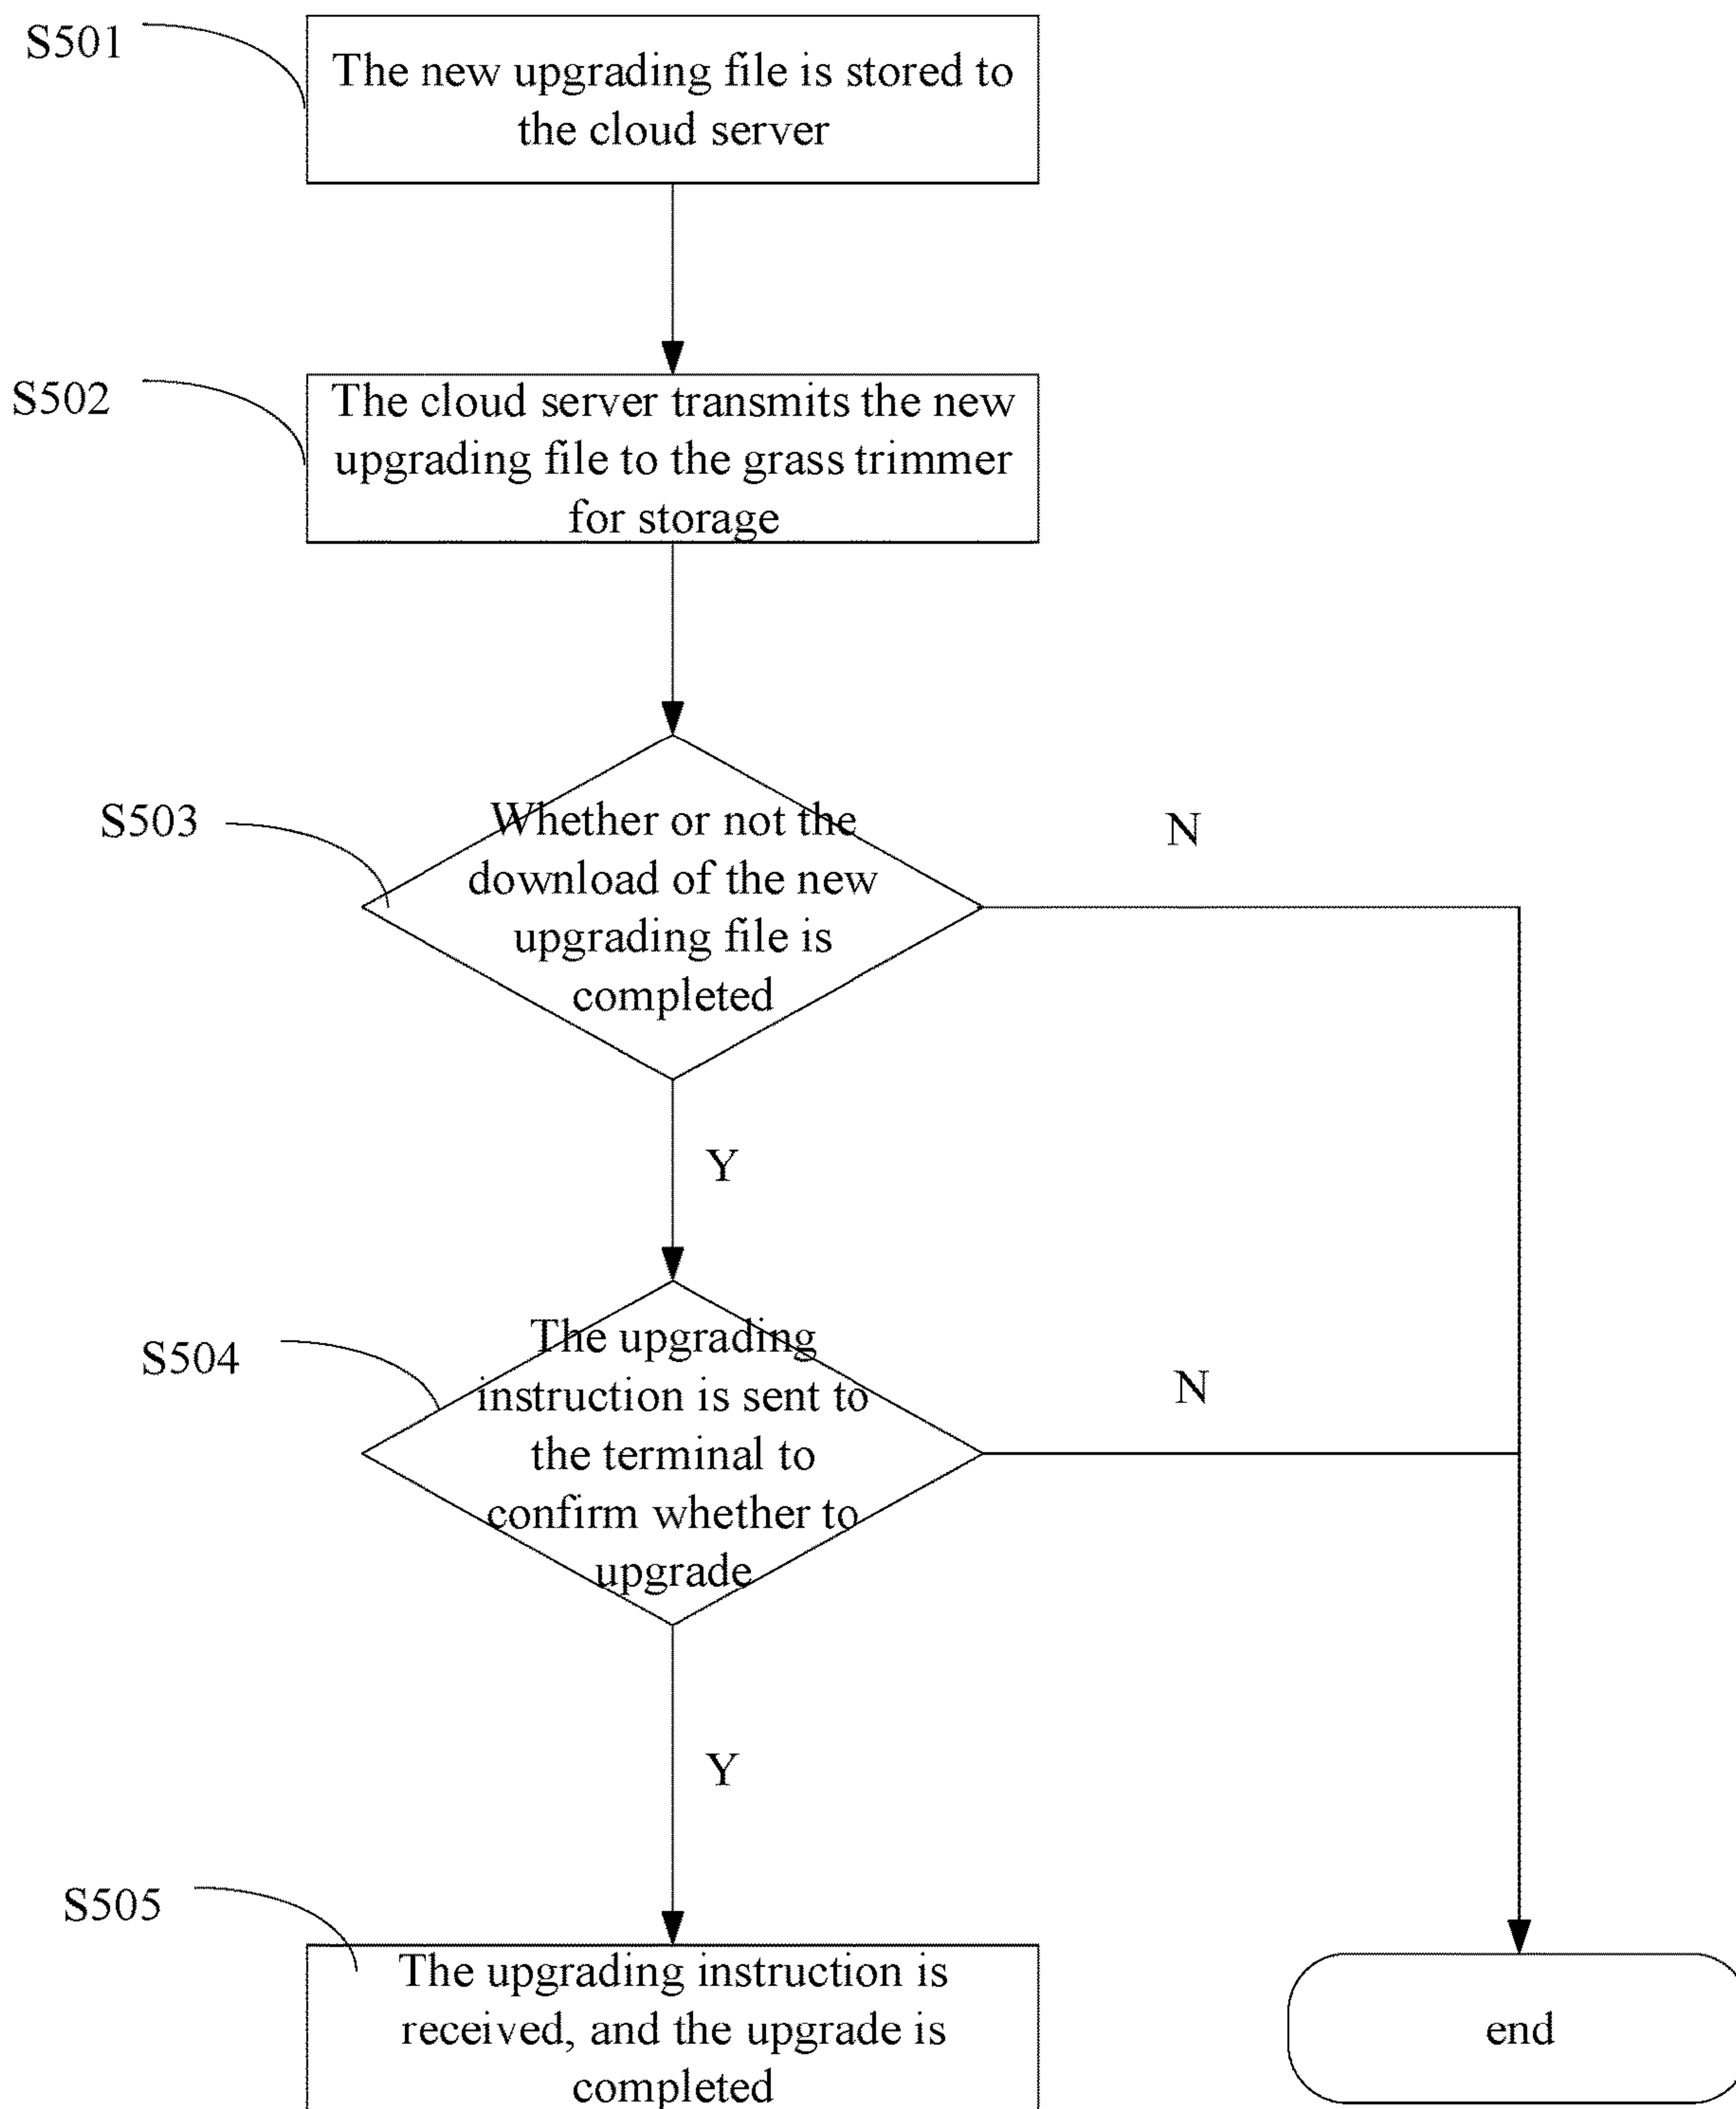 S501
The new upgrading file is stored to
the cloud server
S502
The cloud server transmits the new
upgrading file to the grass trimmer
for storage
S503
Whether or not the
download of the new
upgrading file is
completed
N
Y
S504
The upgrading
instruction is sent to
the terminal to
confirm whether to
upgrade
N
Y
S505
The upgrading instruction is
received, and the upgrade is
completed
end